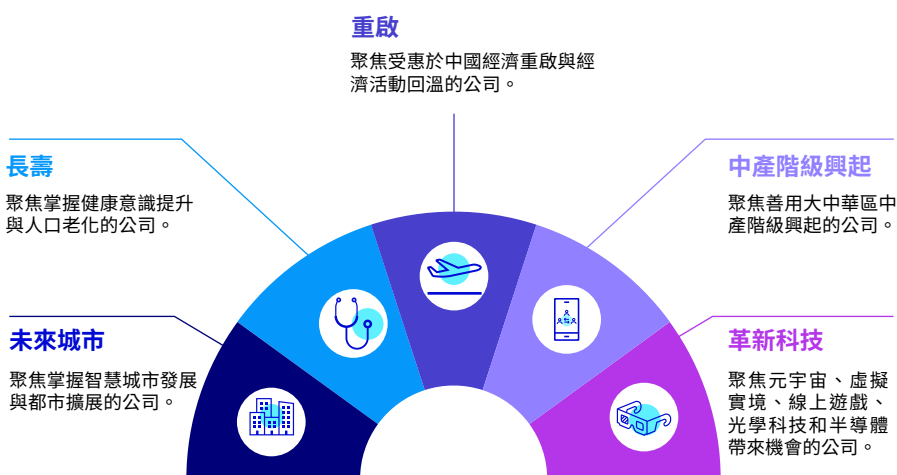 重啟
聚焦受惠於中國經濟重啟與經
濟活動回溫的公司。
長壽
聚焦掌握健康意識提升
與人口老化的公司。
中產階級興起
聚焦善用大中華區中
產階級興起的公司。
未來城市
聚焦掌握智慧城市發展
與都市擴展的公司。
革新科技
聚焦元宇宙、虛擬
實境、線上遊戲、
光學科技和半導體
帶來機會的公司。